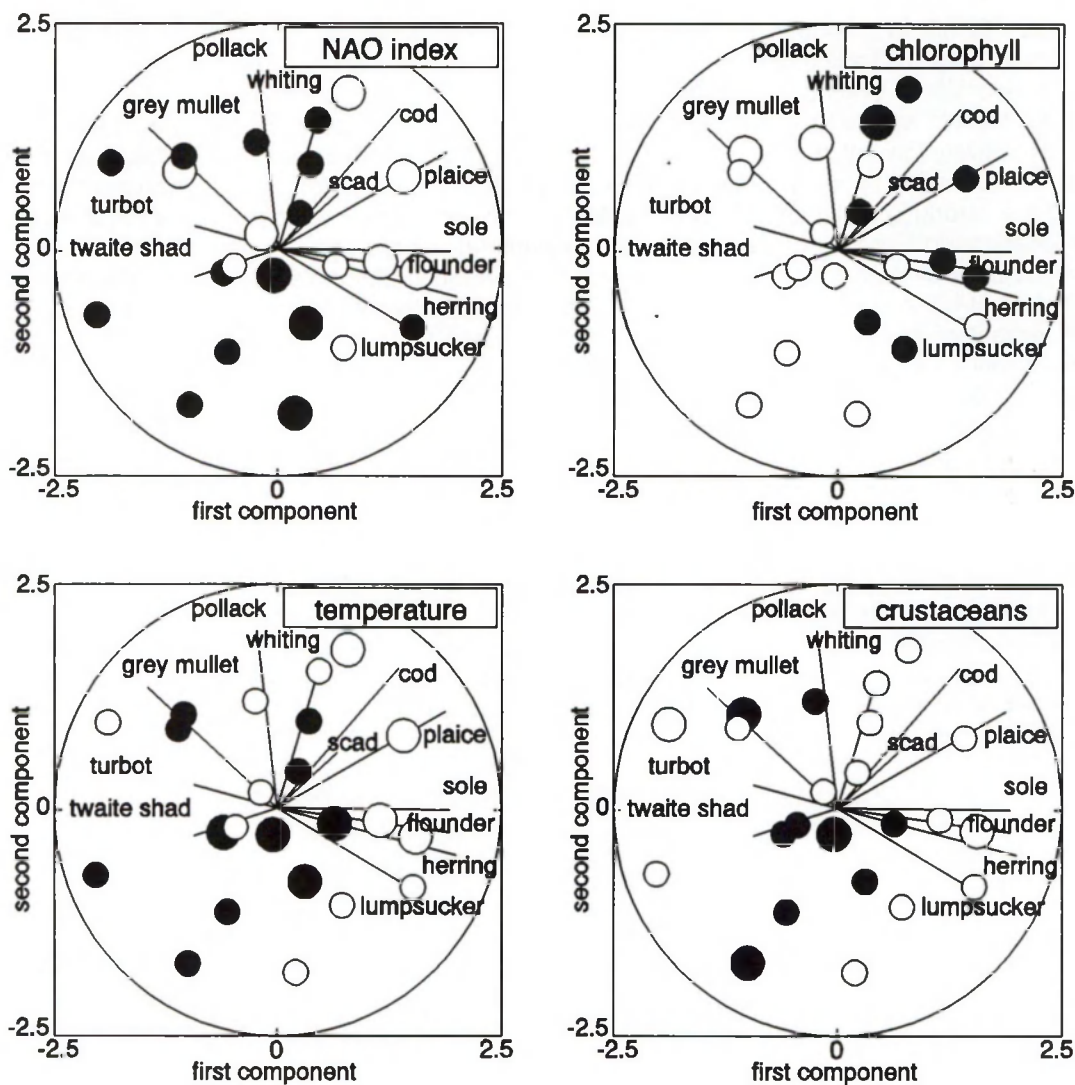 2.5
pollack
NAO index
whiting
grey mullet
cod
scad
plaice
turbot
sole
twaite shad
0
flounder
herring
lumpsucker
second component
-2.5
-2.5
0
2.5
first component
2.5
pollack
chlorophyll
whiting
grey mullet
cod
scad
plaice
turbot
sole
twaite shad
0
flounder
herring
lumpsucker
second component
-2.5
-2.5
0
2.5
first component
2.5
pollack
temperature
whiting
grey mullet
cod
scad
plaice
turbot
sole
twaite shad
0
flounder
herring
lumpsucker
second component
-2.5
-2.5
0
2.5
first component
2.5
pollack
crustaceans
whiting
grey mullet
cod
scad
plaice
turbot
sole
twaite shad
0
flounder
herring
lumpsucker
second component
-2.5
-2.5
0
2.5
first component